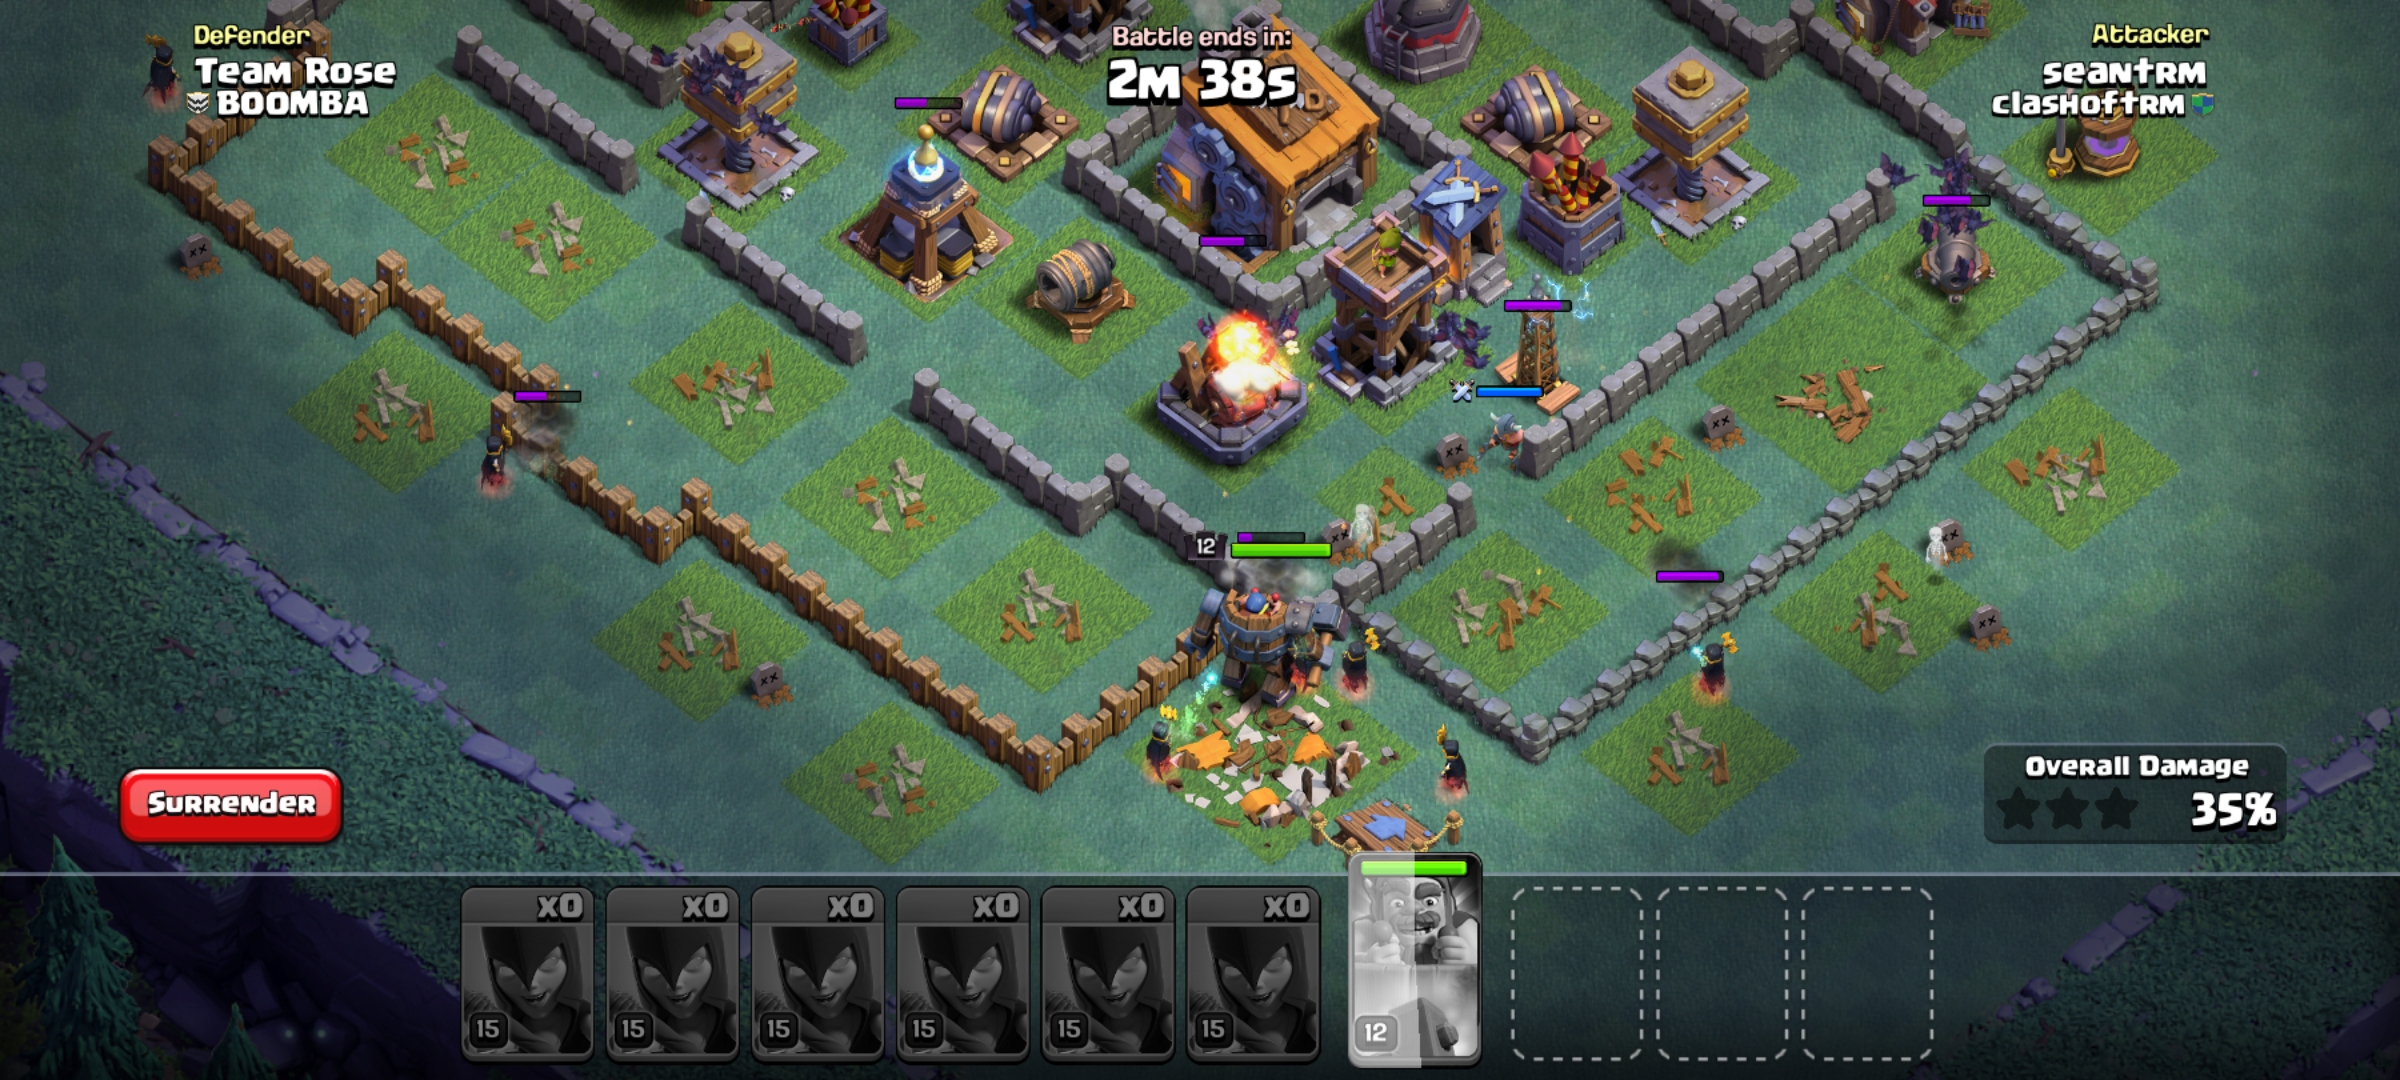 Defender
Team Rose
BOOMBA
Battle ends in:
2M 38s
Attacker
seantRM
clashoftRM
12
Surrender
Overall Damage
35%
x0
x0
x0
x0
x0
x0
15
15
15
15
15
15
12